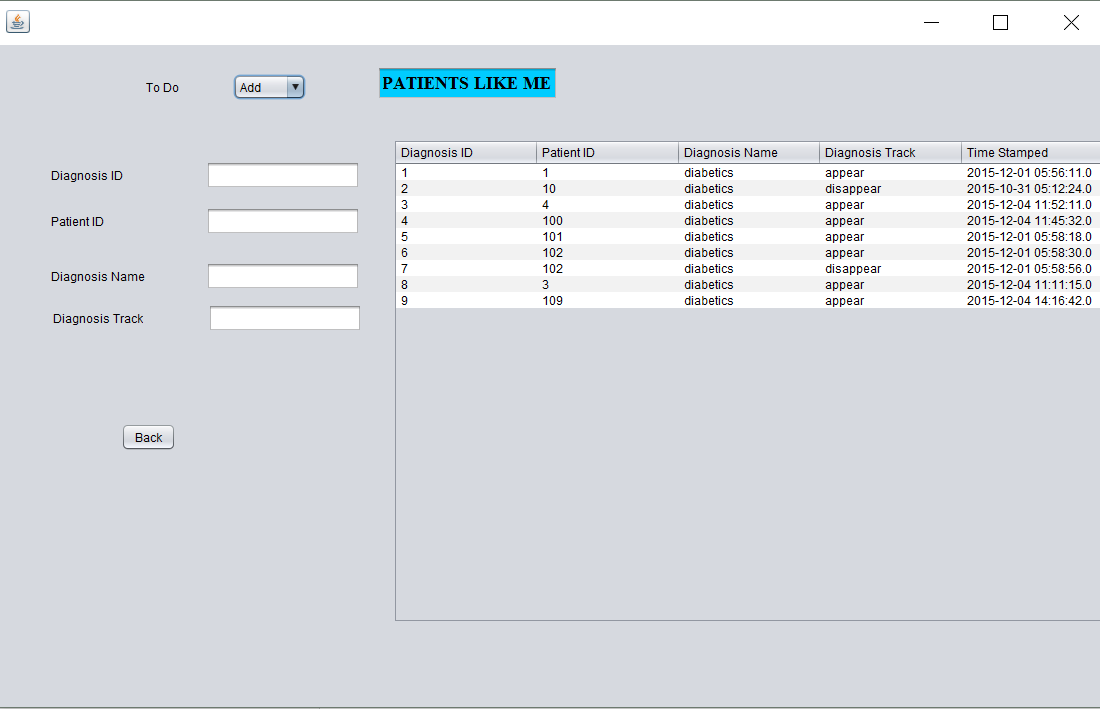 To Do Add PATIENTS LIKE ME
Diagnosis ID
Patient ID
Diagnosis Name
Diagnosis Track
Back
Diagnosis ID Patient ID Diagnosis Name Diagnosis Track Time Stamped
1 1 diabetics appear 2015-12-01 05:56:11.0
2 10 diabetics disappear 2015-10-31 05:12:24.0
3 4 diabetics appear 2015-12-04 11:52:11.0
4 100 diabetics appear 2015-12-04 11:45:32.0
5 101 diabetics appear 2015-12-01 05:58:18.0
6 102 diabetics appear 2015-12-01 05:58:30.0
7 102 diabetics disappear 2015-12-01 05:58:56.0
8 3 diabetics appear 2015-12-04 11:11:15.0
9 109 diabetics appear 2015-12-04 14:16:42.0